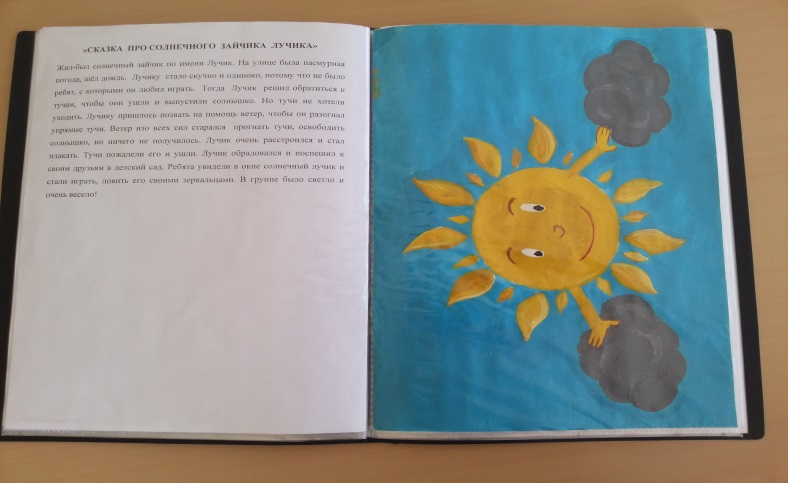 «СКАЗКА ПРО СОЛНЕЧНОГО ЗАЙЧИКА ЛУЧИКА»
Жил-был солнечный зайчик по имени Лучик. На улице была пасмурная
погода, шёл дождь. Лучику стало скучно и одиноко, потому что не было
ребят, с которыми он любил играть. Тогда Лучик решил обратиться к
тучам, чтобы они ушли и выпустили солнышко. Но тучи не хотели
уходить. Лучику пришлось позвать на помощь ветер, чтобы он разогнал
упрямые тучи. Ветер изо всех сил старался прогнать тучи, освободить
солнышко, но ничего не получилось. Лучик очень расстроился и стал
плакать. Тучи пожалели его и ушли. Лучик обрадовался и поспешил к
своим друзьям в детский сад. Ребята увидели в окне солнечный лучик и
стали играть, ловить его своими зеркальцами. В группе было светло и
очень весело!